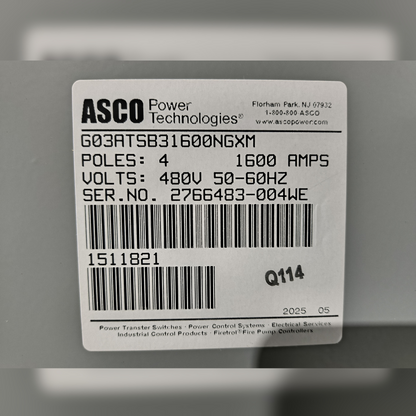 ASCO Power Technologies®
Florham Park, NJ 07932
1-800-800 ASCO
www.ascopower.com
G03ATSB31600NGXM
POLES: 4 1600 AMPS
VOLTS: 480V 50-60HZ
SER.NO. 2766483-004WE
1511821
Q114
2025 05
Power Transfer Switches · Power Control Systems · Electrical Services
Industrial Control Products · Firetrol® Fire Pump Controllers